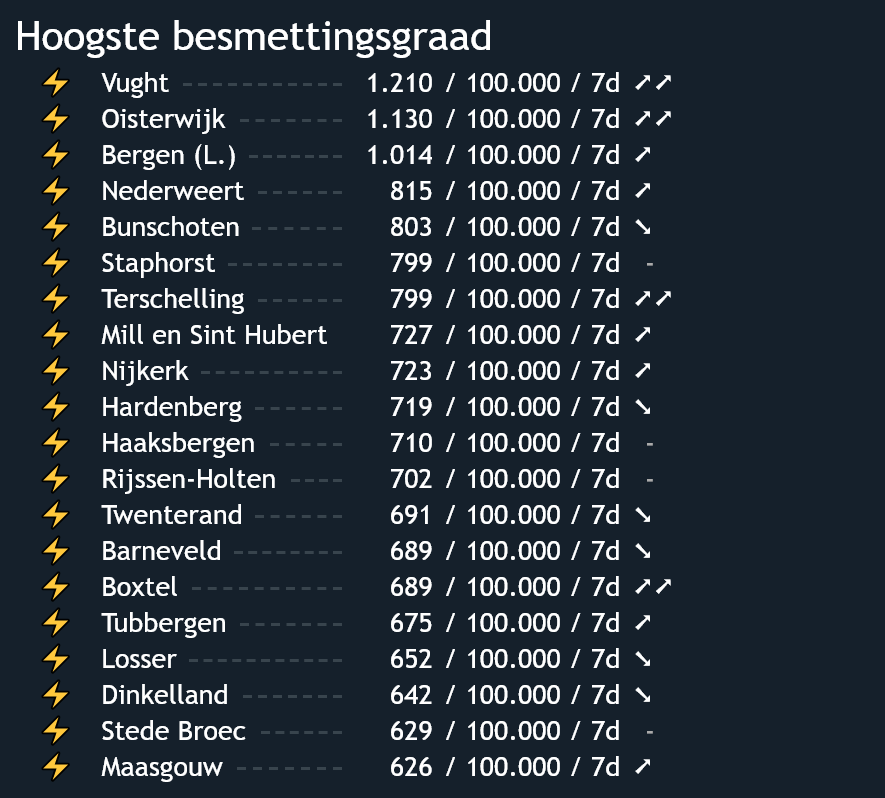 Hoogste besmettingsgraad
⚡ Vught ----------- 1.210 / 100.000 / 7d ➚➚
⚡ Oisterwijk ------- 1.130 / 100.000 / 7d ➚➚
⚡ Bergen (L.) ------ 1.014 / 100.000 / 7d ➚
⚡ Nederweert ------ 815 / 100.000 / 7d ➚
⚡ Bunschoten ------ 803 / 100.000 / 7d ➘
⚡ Staphorst -------- 799 / 100.000 / 7d -
⚡ Terschelling ------ 799 / 100.000 / 7d ➚➚
⚡ Mill en Sint Hubert 727 / 100.000 / 7d ➚
⚡ Nijkerk ---------- 723 / 100.000 / 7d ➚
⚡ Hardenberg ------ 719 / 100.000 / 7d ➘
⚡ Haaksbergen ----- 710 / 100.000 / 7d -
⚡ Rijssen-Holten ---- 702 / 100.000 / 7d -
⚡ Twenterand ------ 691 / 100.000 / 7d ➘
⚡ Barneveld -------- 689 / 100.000 / 7d ➘
⚡ Boxtel ----------- 689 / 100.000 / 7d ➚➚
⚡ Tubbergen ------- 675 / 100.000 / 7d ➚
⚡ Losser ----------- 652 / 100.000 / 7d ➘
⚡ Dinkelland ------- 642 / 100.000 / 7d ➘
⚡ Stede Broec ------ 629 / 100.000 / 7d -
⚡ Maasgouw ------- 626 / 100.000 / 7d ➚